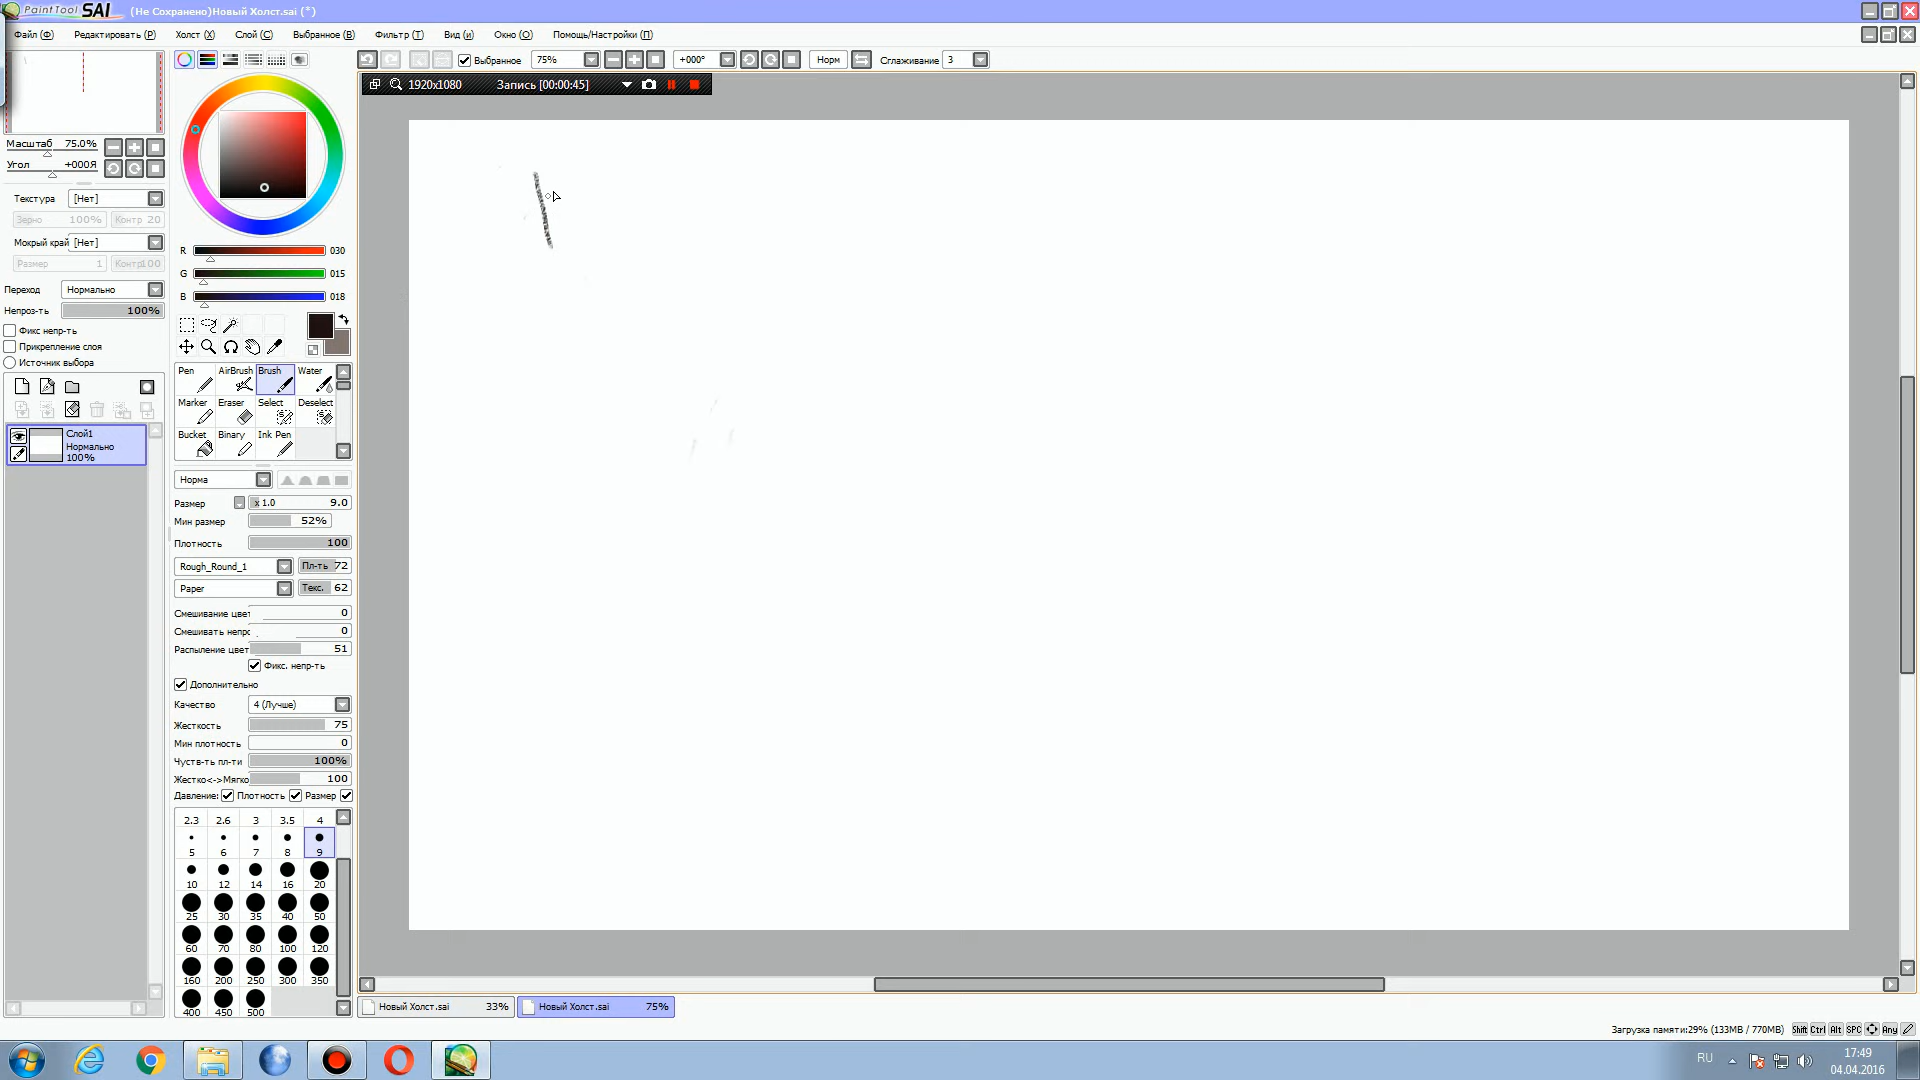 PaintTool SAI (Не Сохранено)Новый Холст.sai (*)
Файл (Ф) Редактировать (Р) Холст (X) Слой (С) Выбранное (B) Фильтр (Т) Вид (и) Окно (О) Помощь/Настройки (П)
Выбранное 75% +000° Норм Сглаживание 3
1920x1080 Запись [00:00:45]
Масштаб 75.0%
Угол +000Я
Текстура [Нет]
Зерно 100% Контр 20
Мокрый край [Нет]
Размер 1 Контр100
Переход Нормально
Непроз-ть 100%
Фикс непр-ть
Прикрепление слоя
Источник выбора
Слой1
Нормально
100%
R 030
G 015
B 018
Pen AirBrush Brush Water
Marker Eraser Select Deselect
Bucket Binary Ink Pen
Норма
Размер x 1.0 9.0
Мин размер 52%
Плотность 100
Rough_Round_1 Пл-ть 72
Paper Текс. 62
Смешивание цвет 0
Смешивать непро 0
Распыление цвет 51
Фикс. непр-ть
Дополнительно
Качество 4 (Лучше)
Жесткость 75
Мин плотность 0
Чуств-ть пл-ти 100%
Жестко<->Мягко 100
Давление: Плотность Размер
2.3 2.6 3 3.5 4
5 6 7 8 9
10 12 14 16 20
25 30 35 40 50
60 70 80 100 120
160 200 250 300 350
400 450 500
Новый Холст.sai 33% Новый Холст.sai 75%
Загрузка памяти:29% (133MB / 770MB) Shift Ctrl Alt SPC Any
RU 17:49
04.04.2016